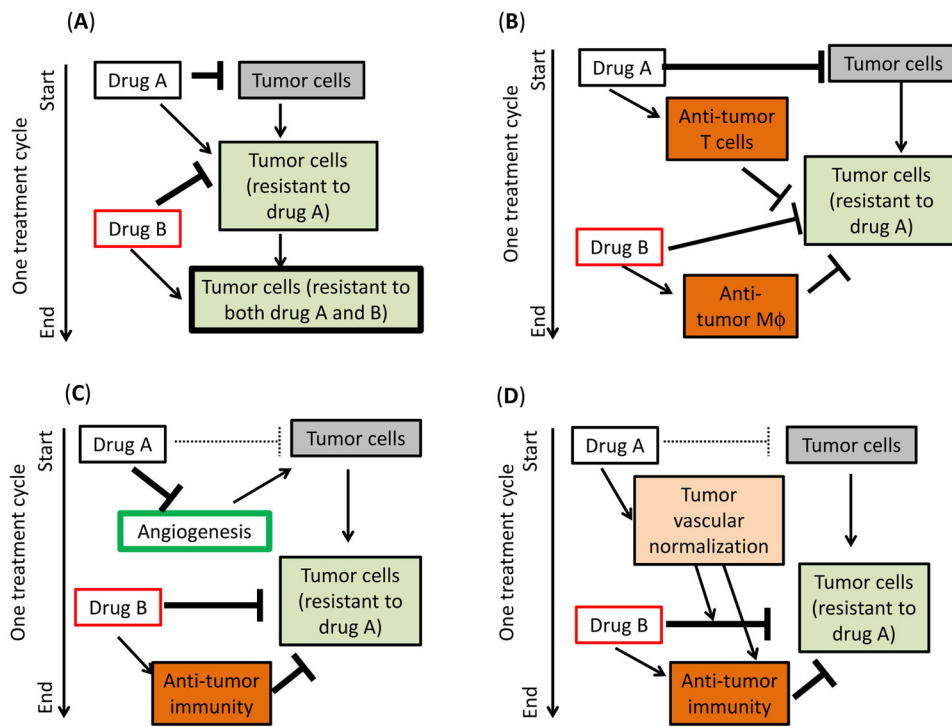 (A)
One treatment cycle
Start
End
Drug A
Tumor cells
Tumor cells
(resistant to
drug A)
Drug B
Tumor cells (resistant to
both drug A and B)
(B)
One treatment cycle
Start
End
Drug A
Tumor cells
Anti-tumor
T cells
Tumor cells
(resistant to
drug A)
Drug B
Anti-
tumor Mϕ
(C)
One treatment cycle
Start
End
Drug A
Tumor cells
Angiogenesis
Tumor cells
(resistant to
drug A)
Drug B
Anti-tumor
immunity
(D)
One treatment cycle
Start
End
Drug A
Tumor cells
Tumor
vascular
normalization
Tumor cells
(resistant to
drug A)
Drug B
Anti-tumor
immunity